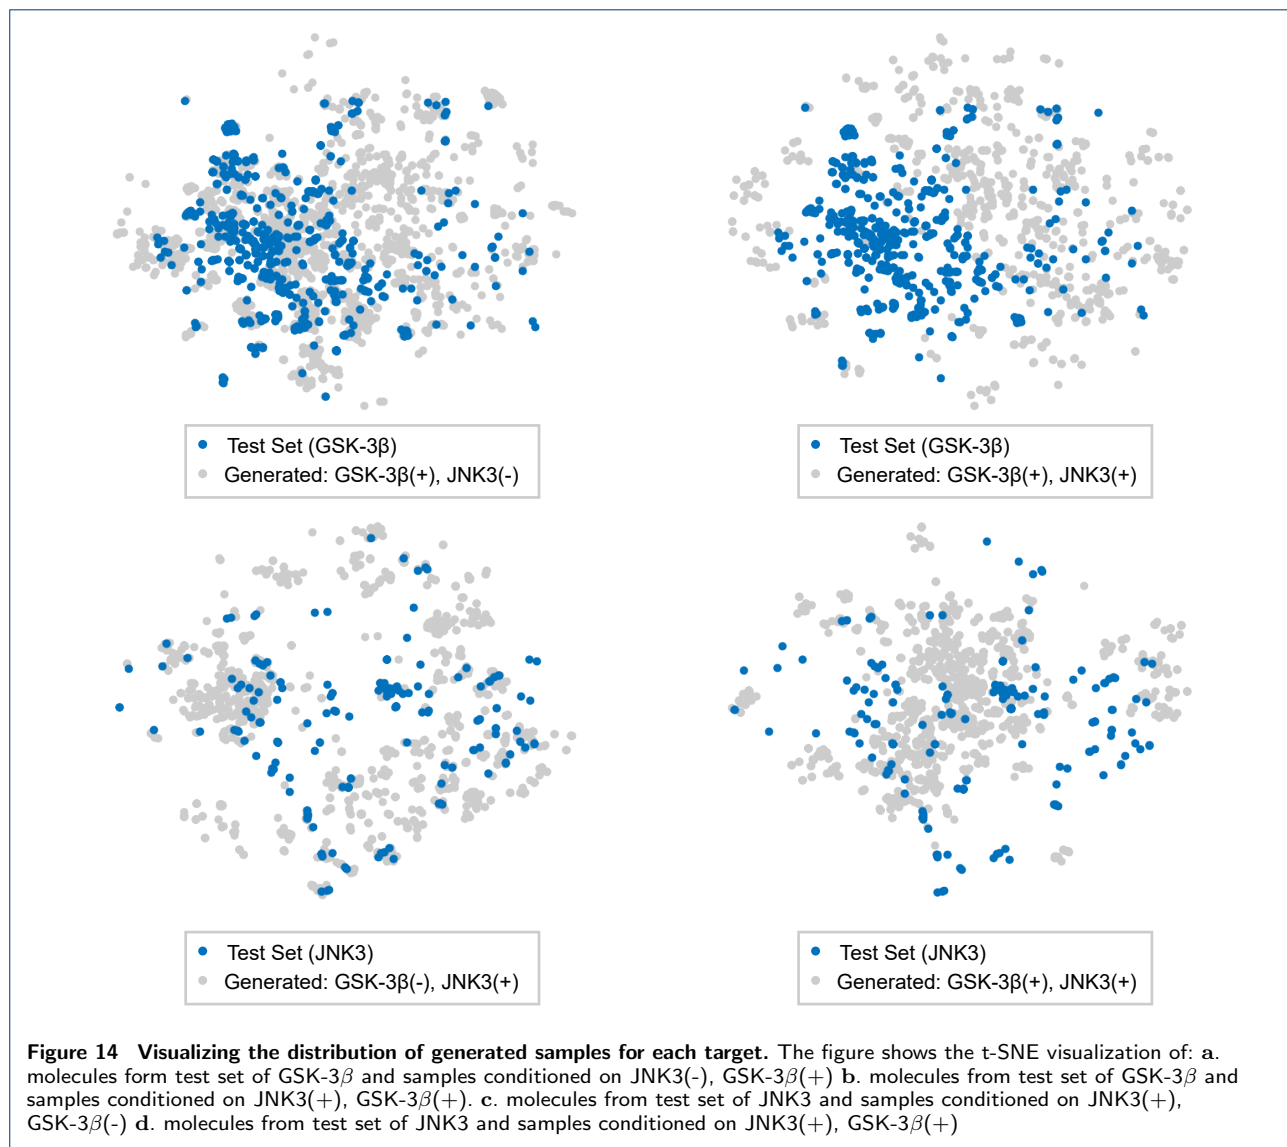 Test Set (GSK-3β)
Generated: GSK-3β(+), JNK3(-)
Test Set (GSK-3β)
Generated: GSK-3β(+), JNK3(+)
Test Set (JNK3)
Generated: GSK-3β(-), JNK3(+)
Test Set (JNK3)
Generated: GSK-3β(+), JNK3(+)
Figure 14 Visualizing the distribution of generated samples for each target. The figure shows the t-SNE visualization of: a.
molecules form test set of GSK-3β and samples conditioned on JNK3(-), GSK-3β(+) b. molecules from test set of GSK-3β and
samples conditioned on JNK3(+), GSK-3β(+). c. molecules from test set of JNK3 and samples conditioned on JNK3(+),
GSK-3β(-) d. molecules from test set of JNK3 and samples conditioned on JNK3(+), GSK-3β(+)